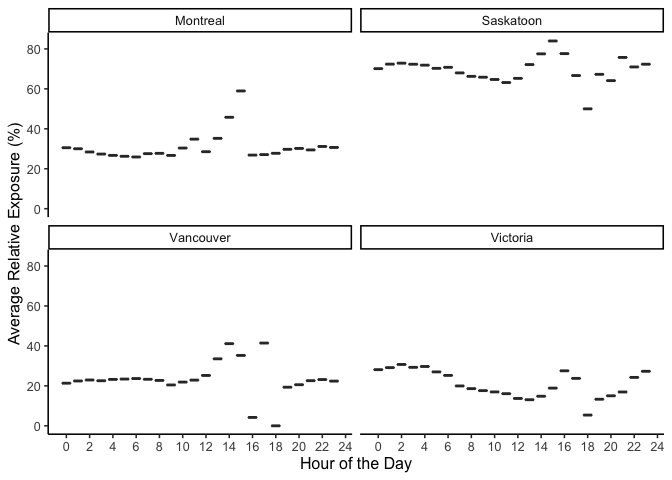 Montreal
Saskatoon
80
60
40
20
0
Vancouver
Victoria
80
60
40
20
0
0 2 4 6 8 10 12 14 16 18 20 22 24
0 2 4 6 8 10 12 14 16 18 20 22 24
Hour of the Day
Average Relative Exposure (%)